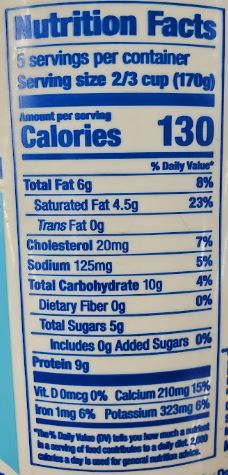 Nutrition Facts
5 servings per container
Serving size 2/3 cup (170g)
Amount per serving
Calories 130
% Daily Value*
Total Fat 6g 8%
Saturated Fat 4.5g 23%
Trans Fat 0g
Cholesterol 20mg 7%
Sodium 125mg 5%
Total Carbohydrate 10g 4%
Dietary Fiber 0g 0%
Total Sugars 5g
Includes 0g Added Sugars 0%
Protein 9g
Vit. D 0mcg 0% Calcium 210mg 15%
Iron 1mg 6% Potassium 323mg 6%
*The % Daily Value (DV) tells you how much a nutrient
in a serving of food contributes to a daily diet. 2,000
calories a day is used for general nutrition advice.